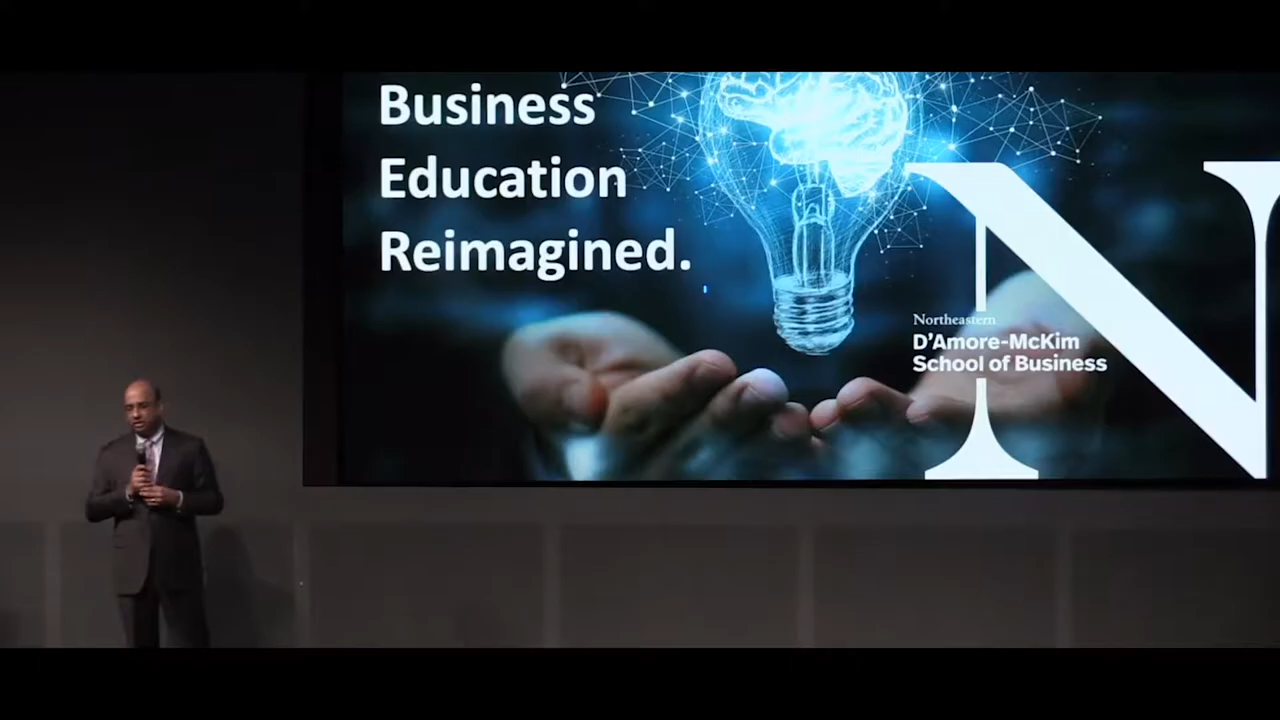 Business
Education
Reimagined.
N
Northeastern
D'Amore-McKim
School of Business